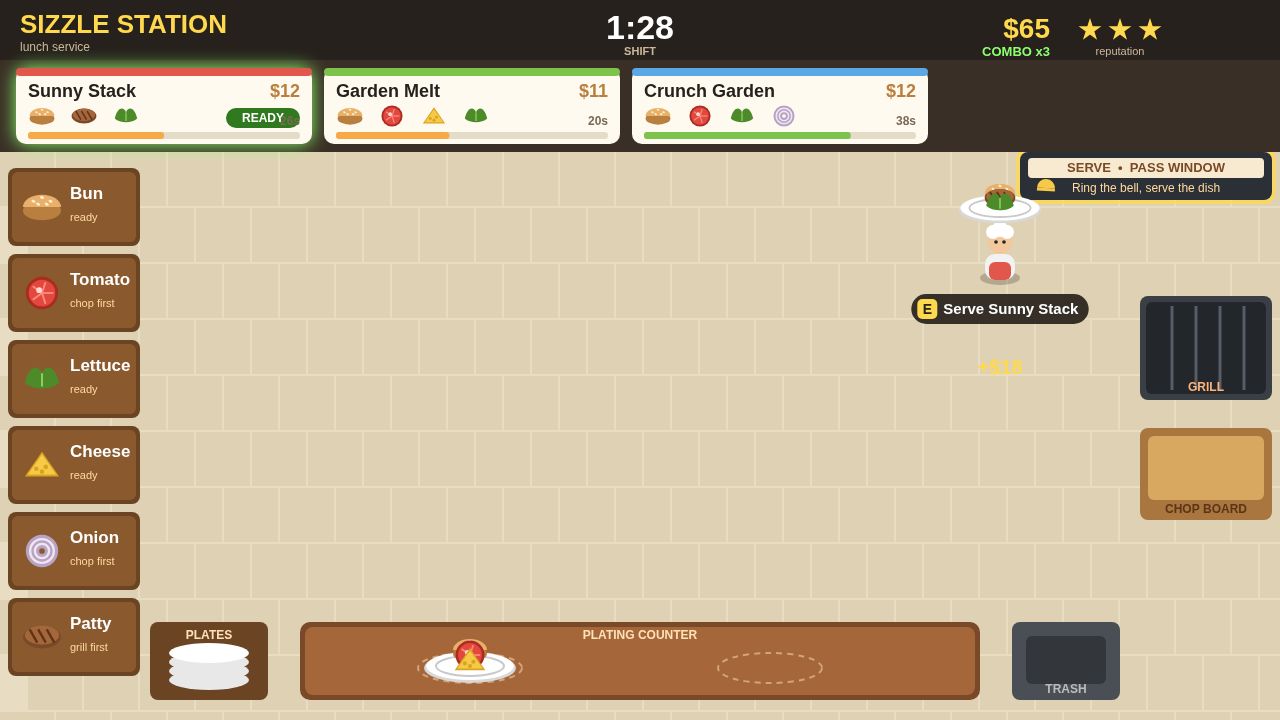 SIZZLE STATION
lunch service
1:28
SHIFT
$65
COMBO x3
reputation
Sunny Stack $12
READY
Garden Melt $11
20s
Crunch Garden $12
38s
SERVE • PASS WINDOW
Ring the bell, serve the dish
Bun
ready
Tomato
chop first
Lettuce
ready
Cheese
ready
Onion
chop first
Patty
grill first
E Serve Sunny Stack
+$18
GRILL
CHOP BOARD
PLATES
PLATING COUNTER
TRASH